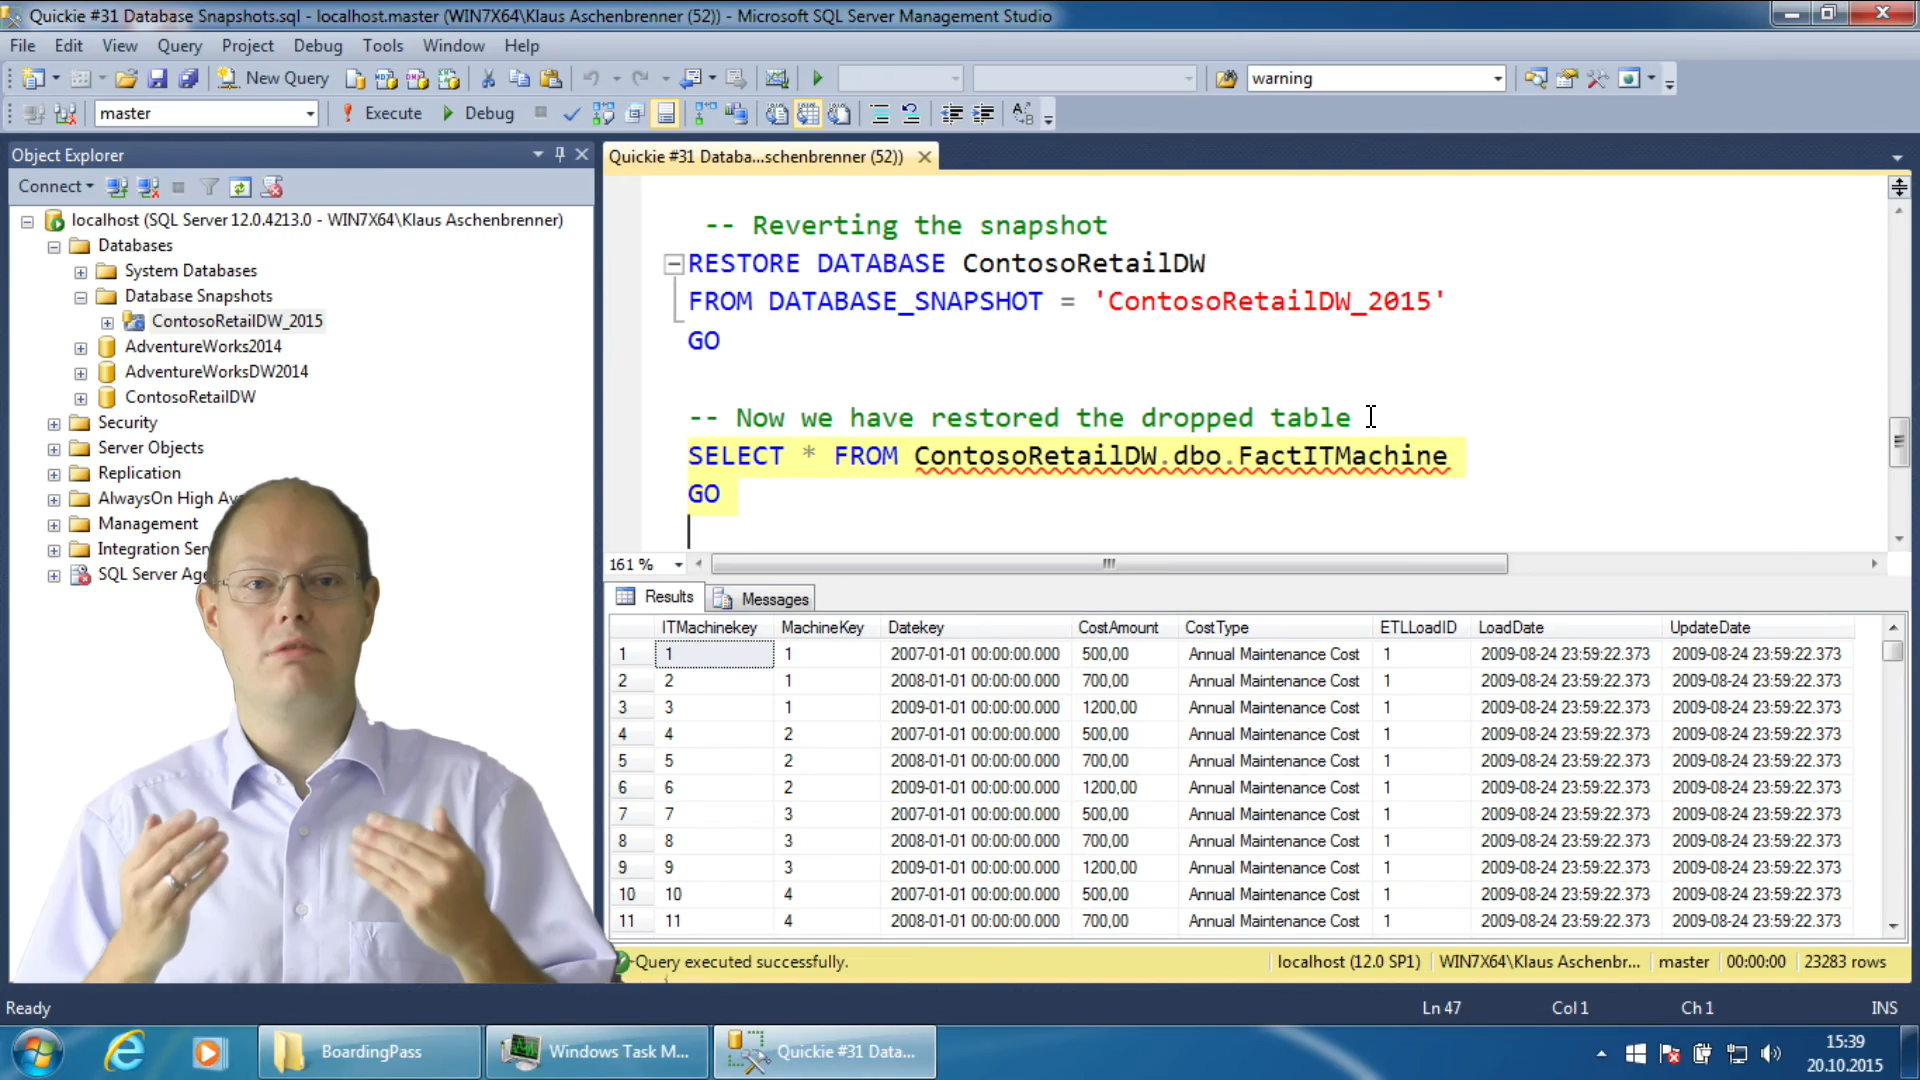 Quickie #31 Database Snapshots.sql - localhost.master (WIN7X64\Klaus Aschenbrenner (52)) - Microsoft SQL Server Management Studio
File Edit View Query Project Debug Tools Window Help
New Query warning
master Execute Debug
Object Explorer
Connect
localhost (SQL Server 12.0.4213.0 - WIN7X64\Klaus Aschenbrenner)
Databases
System Databases
Database Snapshots
ContosoRetailDW_2015
AdventureWorks2014
AdventureWorksDW2014
ContosoRetailDW
Security
Server Objects
Replication
AlwaysOn High Av
Management
Integration Ser
SQL Server Age
Quickie #31 Databa...schenbrenner (52))
-- Reverting the snapshot
RESTORE DATABASE ContosoRetailDW
FROM DATABASE_SNAPSHOT = 'ContosoRetailDW_2015'
GO
-- Now we have restored the dropped table
SELECT * FROM ContosoRetailDW.dbo.FactITMachine
GO
161 %
Results Messages
ITMachinekey MachineKey Datekey CostAmount CostType ETLLoadID LoadDate UpdateDate
1 1 1 2007-01-01 00:00:00.000 500,00 Annual Maintenance Cost 1 2009-08-24 23:59:22.373 2009-08-24 23:59:22.373
2 2 1 2008-01-01 00:00:00.000 700,00 Annual Maintenance Cost 1 2009-08-24 23:59:22.373 2009-08-24 23:59:22.373
3 3 1 2009-01-01 00:00:00.000 1200,00 Annual Maintenance Cost 1 2009-08-24 23:59:22.373 2009-08-24 23:59:22.373
4 4 2 2007-01-01 00:00:00.000 500,00 Annual Maintenance Cost 1 2009-08-24 23:59:22.373 2009-08-24 23:59:22.373
5 5 2 2008-01-01 00:00:00.000 700,00 Annual Maintenance Cost 1 2009-08-24 23:59:22.373 2009-08-24 23:59:22.373
6 6 2 2009-01-01 00:00:00.000 1200,00 Annual Maintenance Cost 1 2009-08-24 23:59:22.373 2009-08-24 23:59:22.373
7 7 3 2007-01-01 00:00:00.000 500,00 Annual Maintenance Cost 1 2009-08-24 23:59:22.373 2009-08-24 23:59:22.373
8 8 3 2008-01-01 00:00:00.000 700,00 Annual Maintenance Cost 1 2009-08-24 23:59:22.373 2009-08-24 23:59:22.373
9 9 3 2009-01-01 00:00:00.000 1200,00 Annual Maintenance Cost 1 2009-08-24 23:59:22.373 2009-08-24 23:59:22.373
10 10 4 2007-01-01 00:00:00.000 500,00 Annual Maintenance Cost 1 2009-08-24 23:59:22.373 2009-08-24 23:59:22.373
11 11 4 2008-01-01 00:00:00.000 700,00 Annual Maintenance Cost 1 2009-08-24 23:59:22.373 2009-08-24 23:59:22.373
Query executed successfully. localhost (12.0 SP1) WIN7X64\Klaus Aschenbr... master 00:00:00 23283 rows
Ready Ln 47 Col 1 Ch 1 INS
BoardingPass Windows Task M... Quickie #31 Data... 15:39
20.10.2015